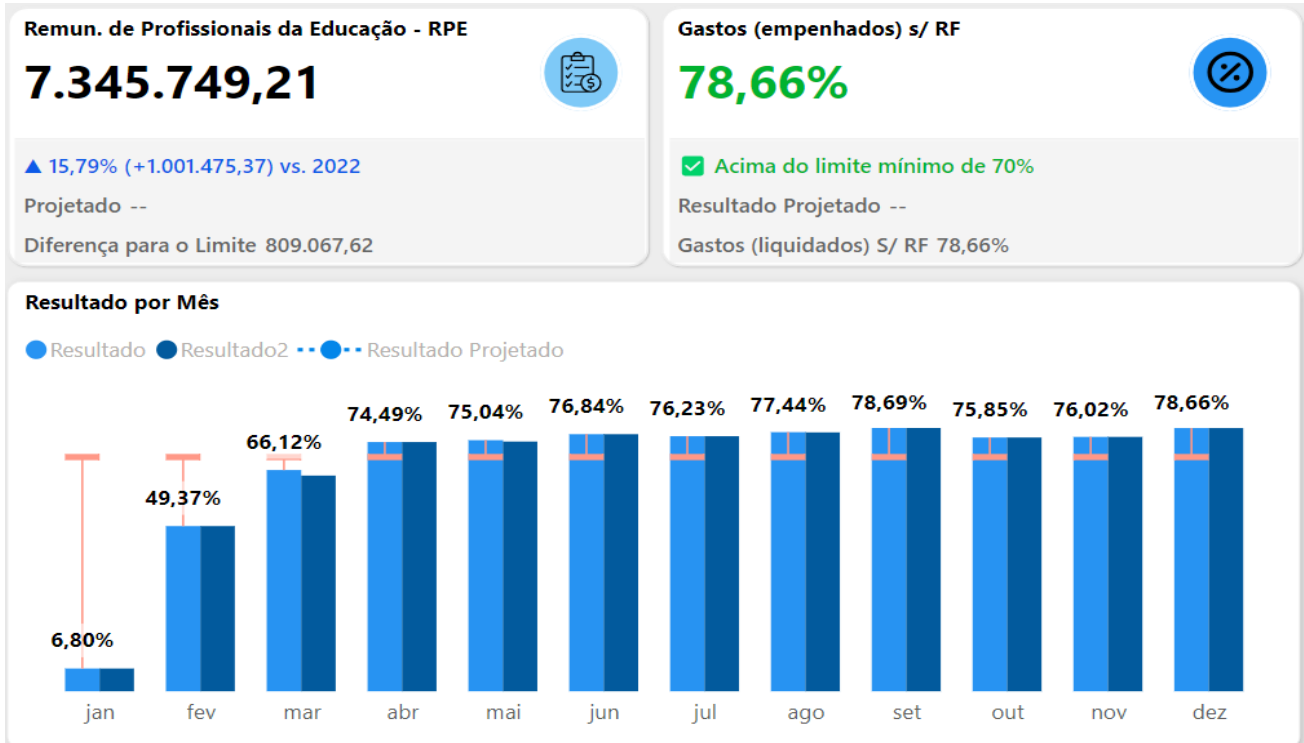 Remun. de Profissionais da Educação - RPE
7.345.749,21
▲ 15,79% (+1.001.475,37) vs. 2022
Projetado --
Diferença para o Limite 809.067,62
Gastos (empenhados) s/ RF
78,66%
Acima do limite mínimo de 70%
Resultado Projetado --
Gastos (liquidados) S/ RF 78,66%
Resultado por Mês
Resultado Resultado2 Resultado Projetado
6,80%
49,37%
66,12%
74,49%
75,04%
76,84%
76,23%
77,44%
78,69%
75,85%
76,02%
78,66%
jan fev mar abr mai jun jul ago set out nov dez